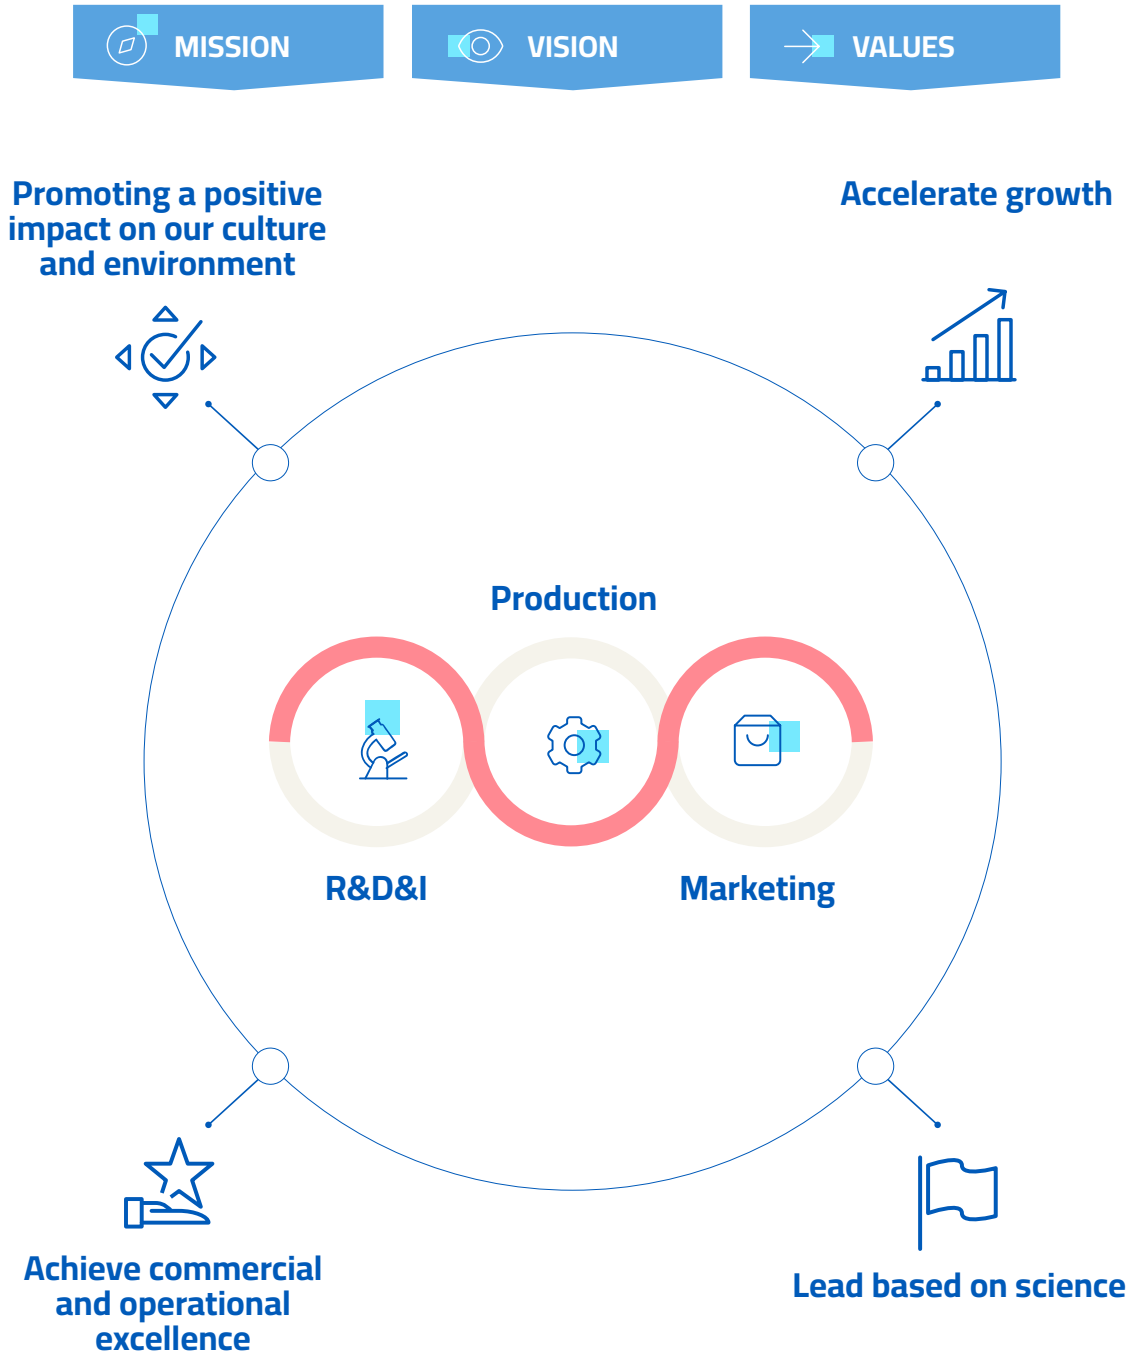 MISSION
VISION
VALUES
Promoting a positive
impact on our culture
and environment
Accelerate growth
Production
R&D&I
Marketing
Achieve commercial
and operational
excellence
Lead based on science